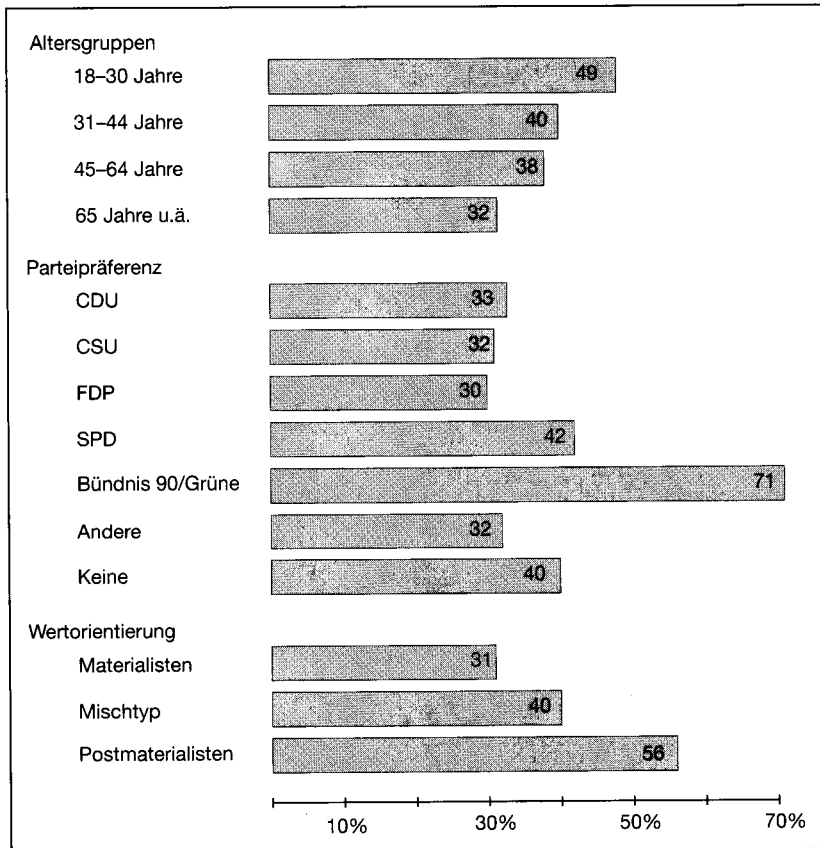 Altersgruppen
18–30 Jahre 49
31–44 Jahre 40
45–64 Jahre 38
65 Jahre u.ä. 32
Parteipräferenz
CDU 33
CSU 32
FDP 30
SPD 42
Bündnis 90/Grüne 71
Andere 32
Keine 40
Wertorientierung
Materialisten 31
Mischtyp 40
Postmaterialisten 56
10% 30% 50% 70%